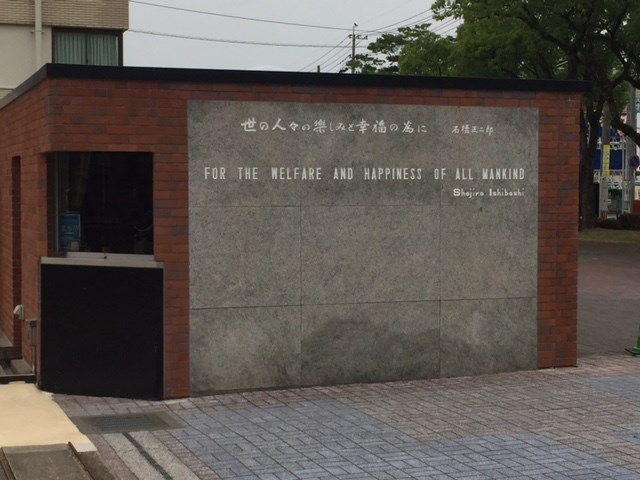 世の人々の楽しみと幸福の為に 石橋正二郎
FOR THE WELFARE AND HAPPINESS OF ALL MANKIND
Shojiro Ishibashi